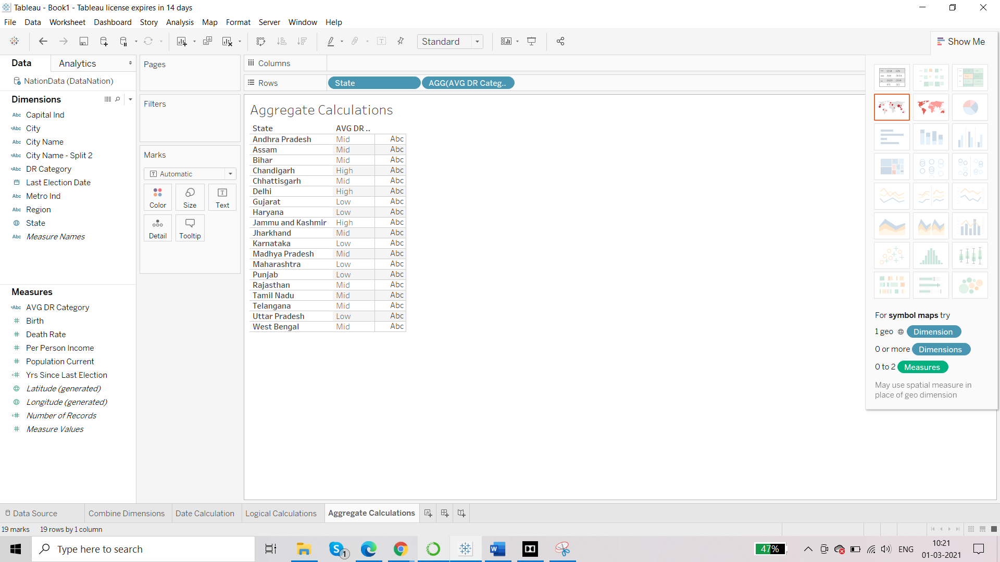 Tableau - Book1 - Tableau license expires in 14 days
File Data Worksheet Dashboard Story Analysis Map Format Server Window Help
Standard
Show Me
Data Analytics
NationData (DataNation)
Dimensions
Abc Capital Ind
=Abc City
Abc City Name
=Abc City Name - Split 2
=Abc DR Category
Last Election Date
Abc Metro Ind
Abc Region
State
Abc Measure Names
Measures
=Abc AVG DR Category
# Birth
# Death Rate
# Per Person Income
# Population Current
=# Yrs Since Last Election
Latitude (generated)
Longitude (generated)
=# Number of Records
# Measure Values
Pages
Filters
Marks
Automatic
Color Size Text
Detail Tooltip
Columns
Rows State AGG(AVG DR Categ..
Aggregate Calculations
State AVG DR ..
Andhra Pradesh Mid Abc
Assam Mid Abc
Bihar Mid Abc
Chandigarh High Abc
Chhattisgarh Mid Abc
Delhi High Abc
Gujarat Low Abc
Haryana Low Abc
Jammu and Kashmir High Abc
Jharkhand Mid Abc
Karnataka Low Abc
Madhya Pradesh Mid Abc
Maharashtra Low Abc
Punjab Low Abc
Rajasthan Mid Abc
Tamil Nadu Mid Abc
Telangana Mid Abc
Uttar Pradesh Low Abc
West Bengal Mid Abc
For symbol maps try
1 geo Dimension
0 or more Dimensions
0 to 2 Measures
May use spatial measure in
place of geo dimension
Data Source Combine Dimensions Date Calculation Logical Calculations Aggregate Calculations
19 marks 19 rows by 1 column
Type here to search
1
47%
ENG
10:21
01-03-2021